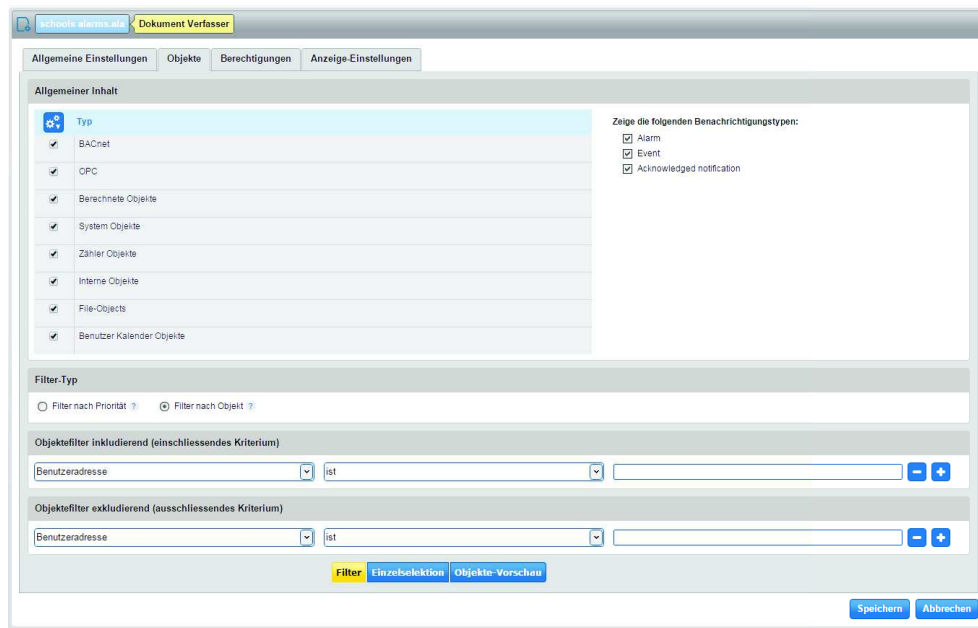 schools alarms.ala Dokument Verfasser
Allgemeine Einstellungen Objekte Berechtigungen Anzeige-Einstellungen
Allgemeiner Inhalt
Typ
BACnet
OPC
Berechnete Objekte
System Objekte
Zähler Objekte
Interne Objekte
File-Objects
Benutzer Kalender Objekte
Zeige die folgenden Benachrichtigungstypen:
Alarm
Event
Acknowledged notification
Filter-Typ
Filter nach Priorität ? Filter nach Objekt ?
Objektefilter inkludierend (einschliessendes Kriterium)
Benutzeradresse ist
Objektefilter exkludierend (ausschliessendes Kriterium)
Benutzeradresse ist
Filter Einzelselektion Objekte-Vorschau
Speichern Abbrechen